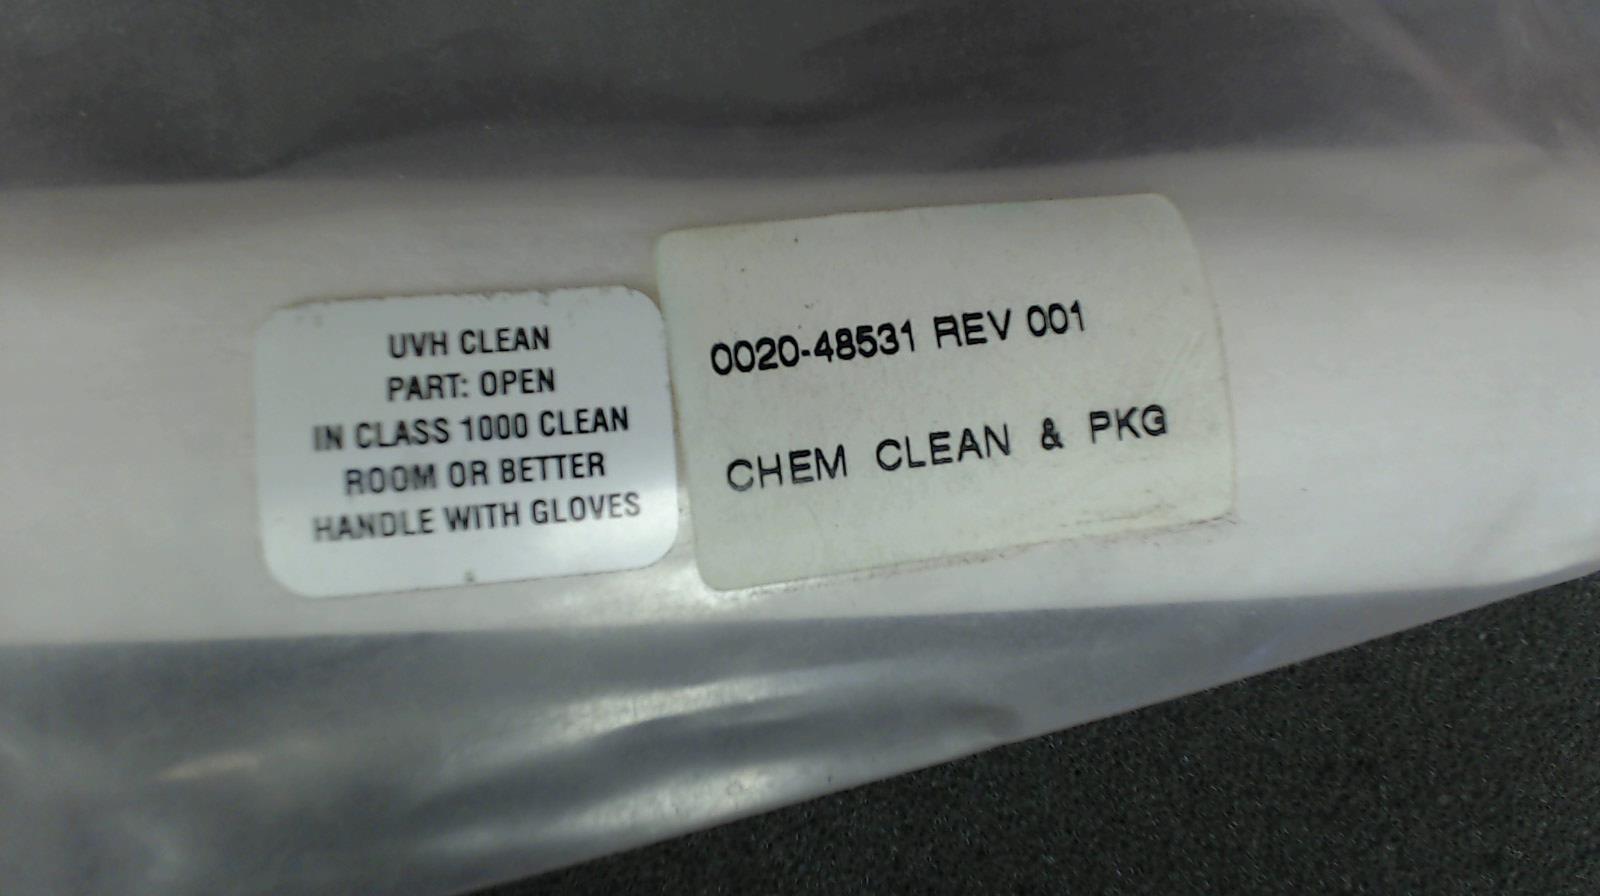 UVH CLEAN
PART: OPEN
IN CLASS 1000 CLEAN
ROOM OR BETTER
HANDLE WITH GLOVES
0020-48531 REV 001
CHEM CLEAN & PKG